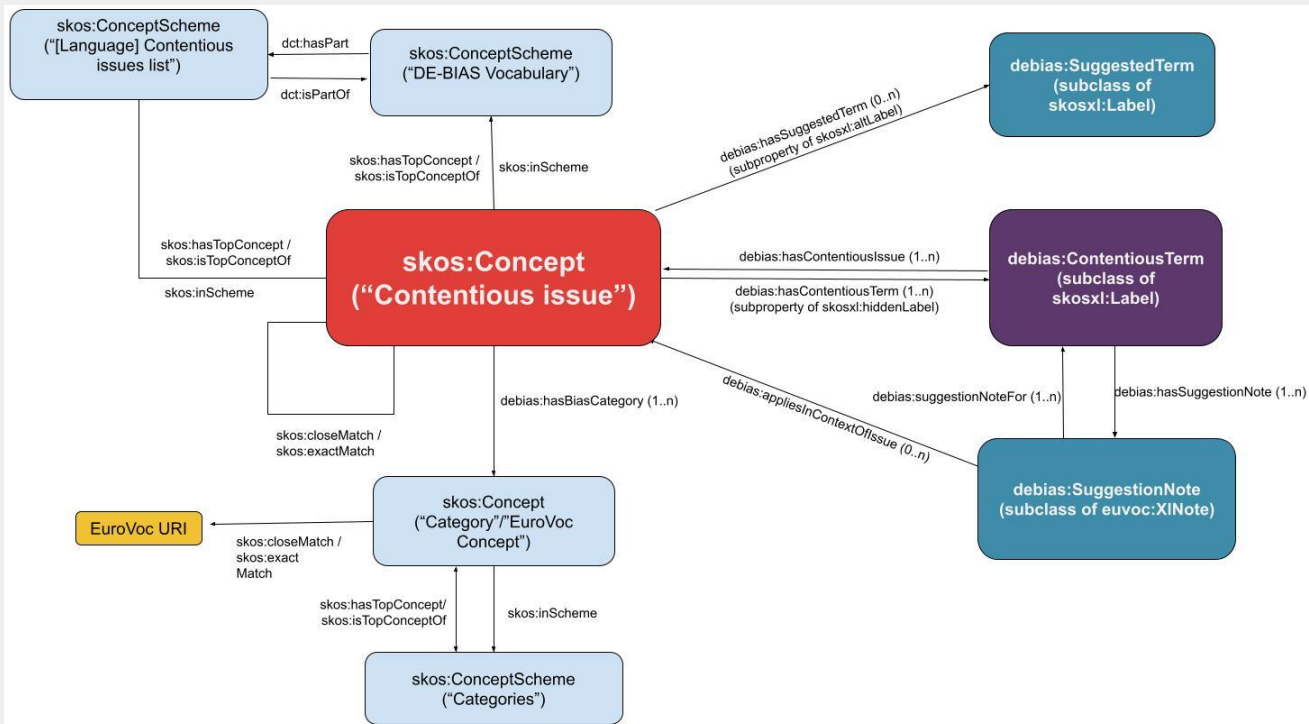 skos:ConceptScheme
(“[Language] Contentious
issues list”)
dct:hasPart
dct:isPartOf
skos:ConceptScheme
(“DE-BIAS Vocabulary”)
debias:SuggestedTerm
(subclass of
skosxl:Label)
debias:hasSuggestedTerm (0..n)
(subproperty of skosxl:altLabel)
skos:hasTopConcept /
skos:isTopConceptOf
skos:inScheme
skos:hasTopConcept /
skos:isTopConceptOf
skos:inScheme
skos:Concept
(“Contentious issue”)
debias:hasContentiousIssue (1..n)
debias:hasContentiousTerm (1..n)
(subproperty of skosxl:hiddenLabel)
debias:ContentiousTerm
(subclass of
skosxl:Label)
debias:appliesInContextOfIssue (0..n)
debias:suggestionNoteFor (1..n)
debias:hasSuggestionNote (1..n)
debias:hasBiasCategory (1..n)
skos:closeMatch /
skos:exactMatch
debias:SuggestionNote
(subclass of euvoc:XlNote)
skos:Concept
(“Category”/”EuroVoc
Concept”)
EuroVoc URI
skos:closeMatch /
skos:exact
Match
skos:hasTopConcept/
skos:isTopConceptOf
skos:inScheme
skos:ConceptScheme
(“Categories”)